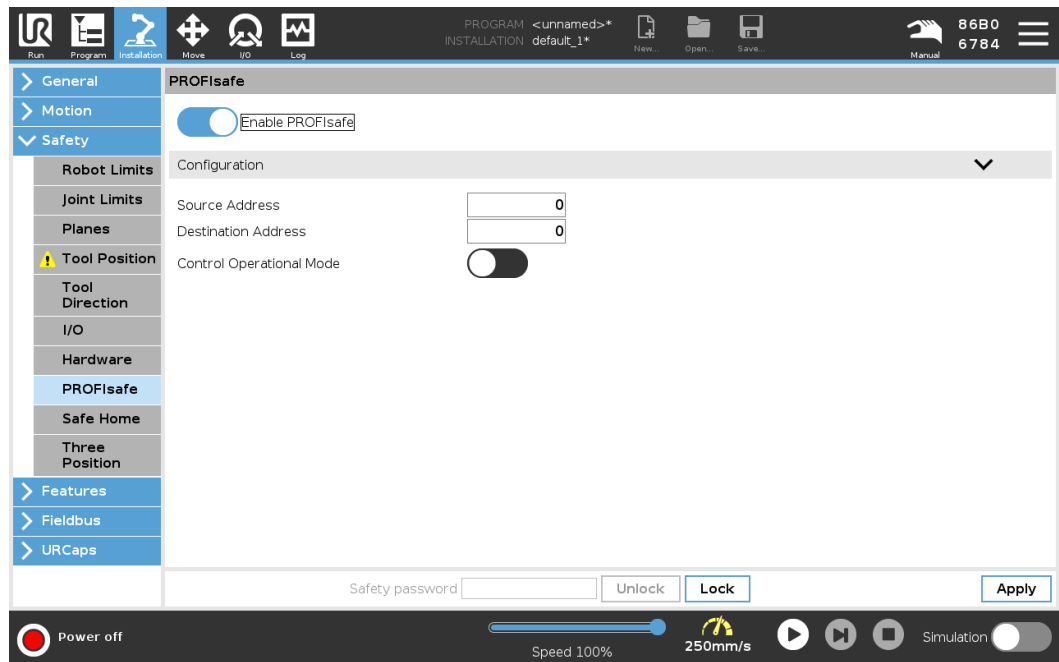 UR
PROGRAM <unnamed>*
INSTALLATION default_1*
Run
Program
Installation
Move
I/O
Log
New...
Open...
Save...
Manual
86B0
6784
General
Motion
Safety
Robot Limits
Joint Limits
Planes
Tool Position
Tool
Direction
I/O
Hardware
PROFIsafe
Safe Home
Three
Position
Features
Fieldbus
URCaps
PROFIsafe
Enable PROFIsafe
Configuration
Source Address 0
Destination Address 0
Control Operational Mode
Safety password Unlock Lock Apply
Power off
Speed 100%
250mm/s
Simulation